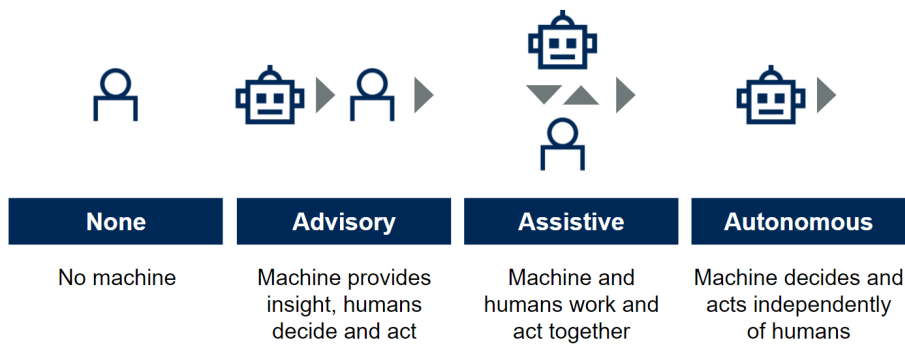 None
No machine
Advisory
Machine provides
insight, humans
decide and act
Assistive
Machine and
humans work and
act together
Autonomous
Machine decides and
acts independently
of humans